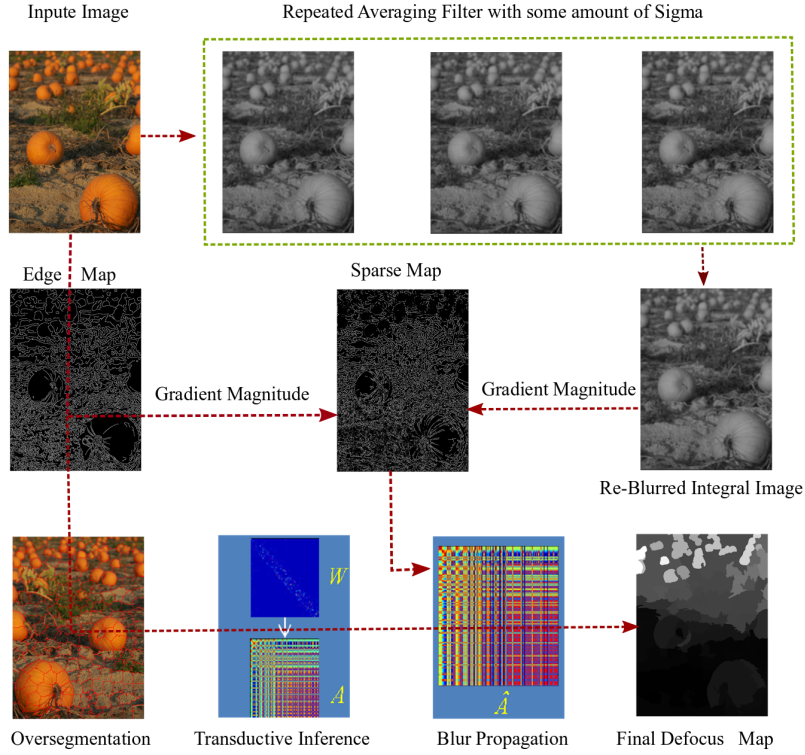 Inpute Image
Repeated Averaging Filter with some amount of Sigma
Edge Map
Sparse Map
Gradient Magnitude
Gradient Magnitude
Re-Blurred Integral Image
W
A
Â
Oversegmentation
Transductive Inference
Blur Propagation
Final Defocus Map